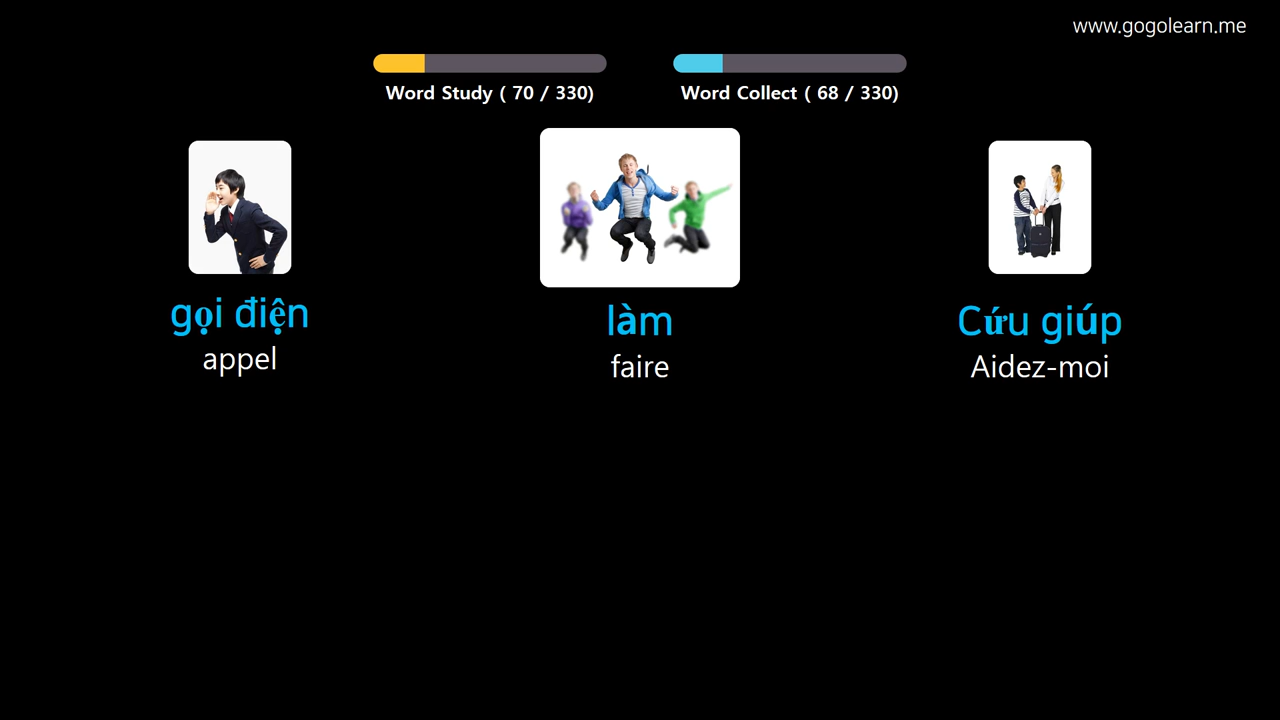 www.gogolearn.me
Word Study ( 70 / 330)
Word Collect ( 68 / 330)
gọi điện
appel
làm
faire
Cứu giúp
Aidez-moi